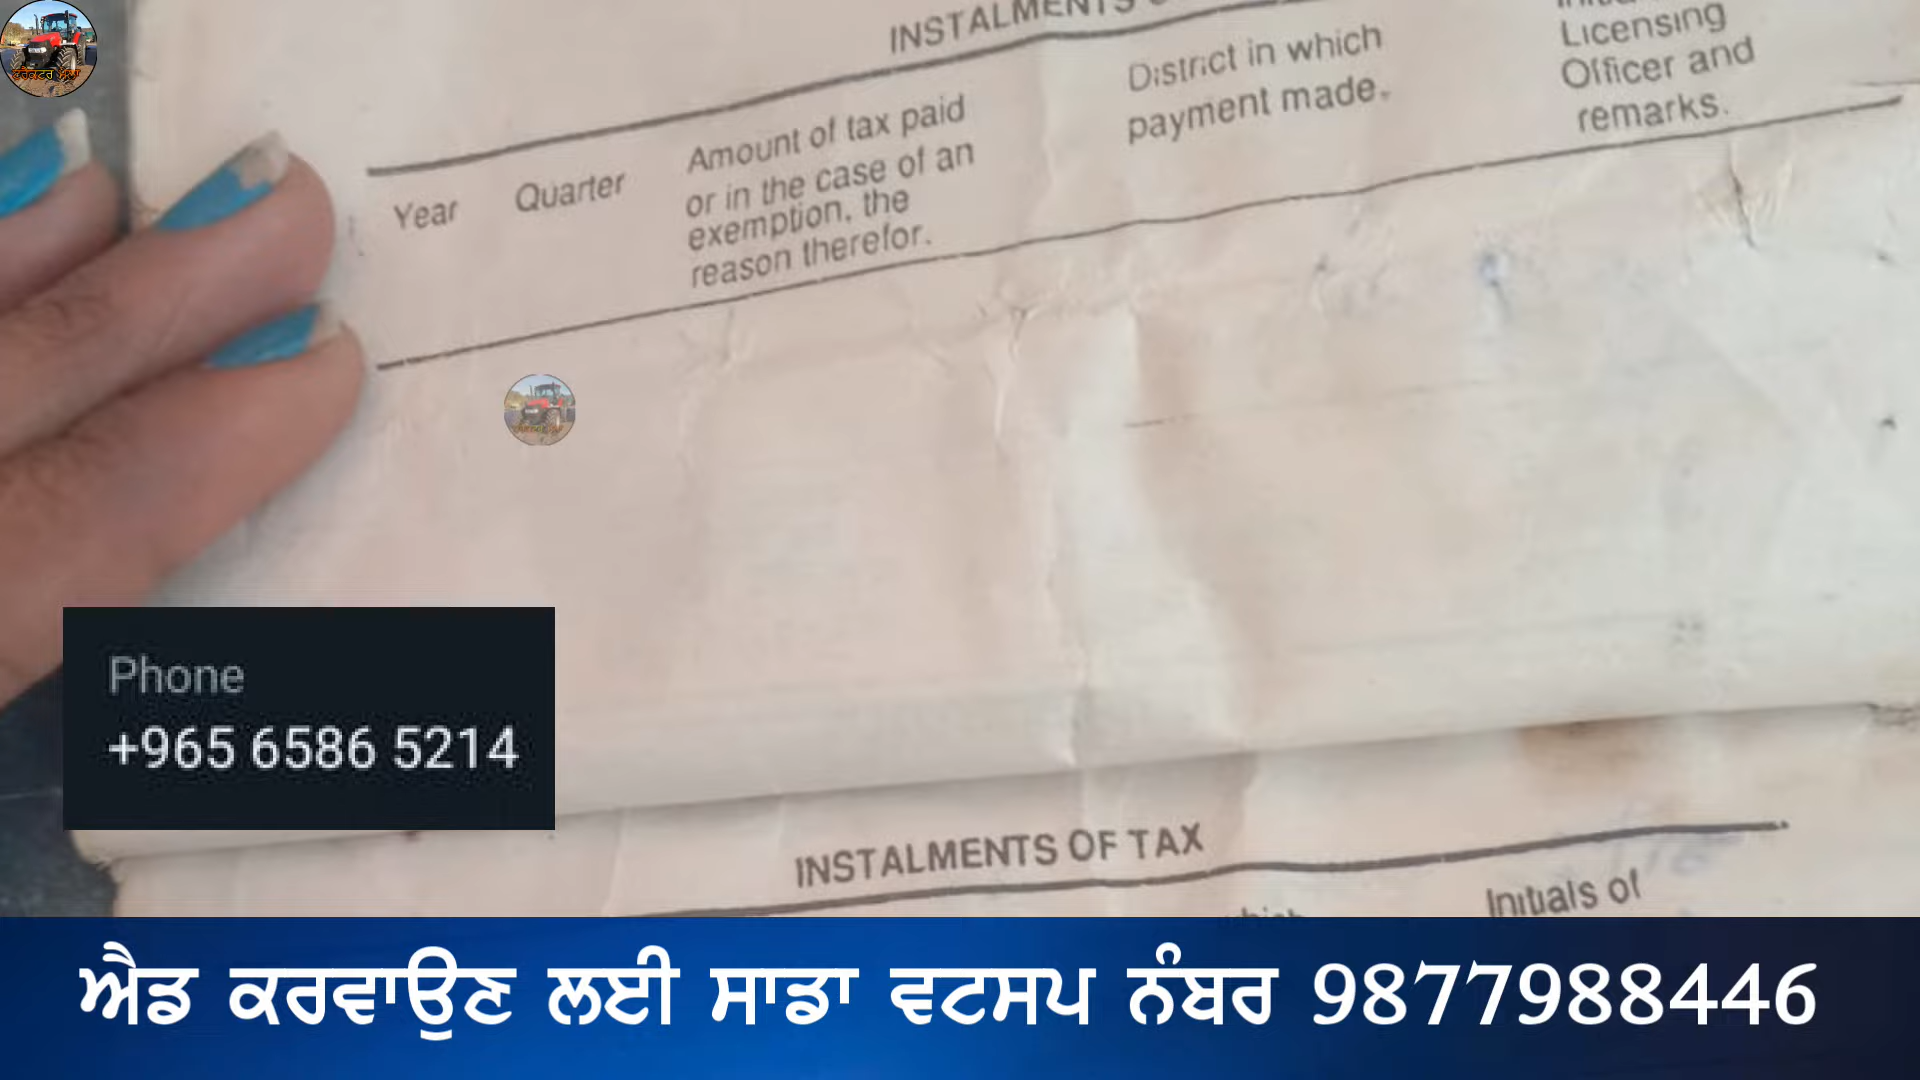 INSTALMENTS
Year
Quarter
Amount of tax paid
or in the case of an
exemption, the
reason therefor.
District in which
payment made.
Licensing
Officer and
remarks.
ਟਰੈਕਟਰ
Phone
+965 6586 5214
INSTALMENTS OF TAX
Initials of
ਐਡ ਕਰਵਾਉਣ ਲਈ ਸਾਡਾ ਵਟਸਪ ਨੰਬਰ 9877988446